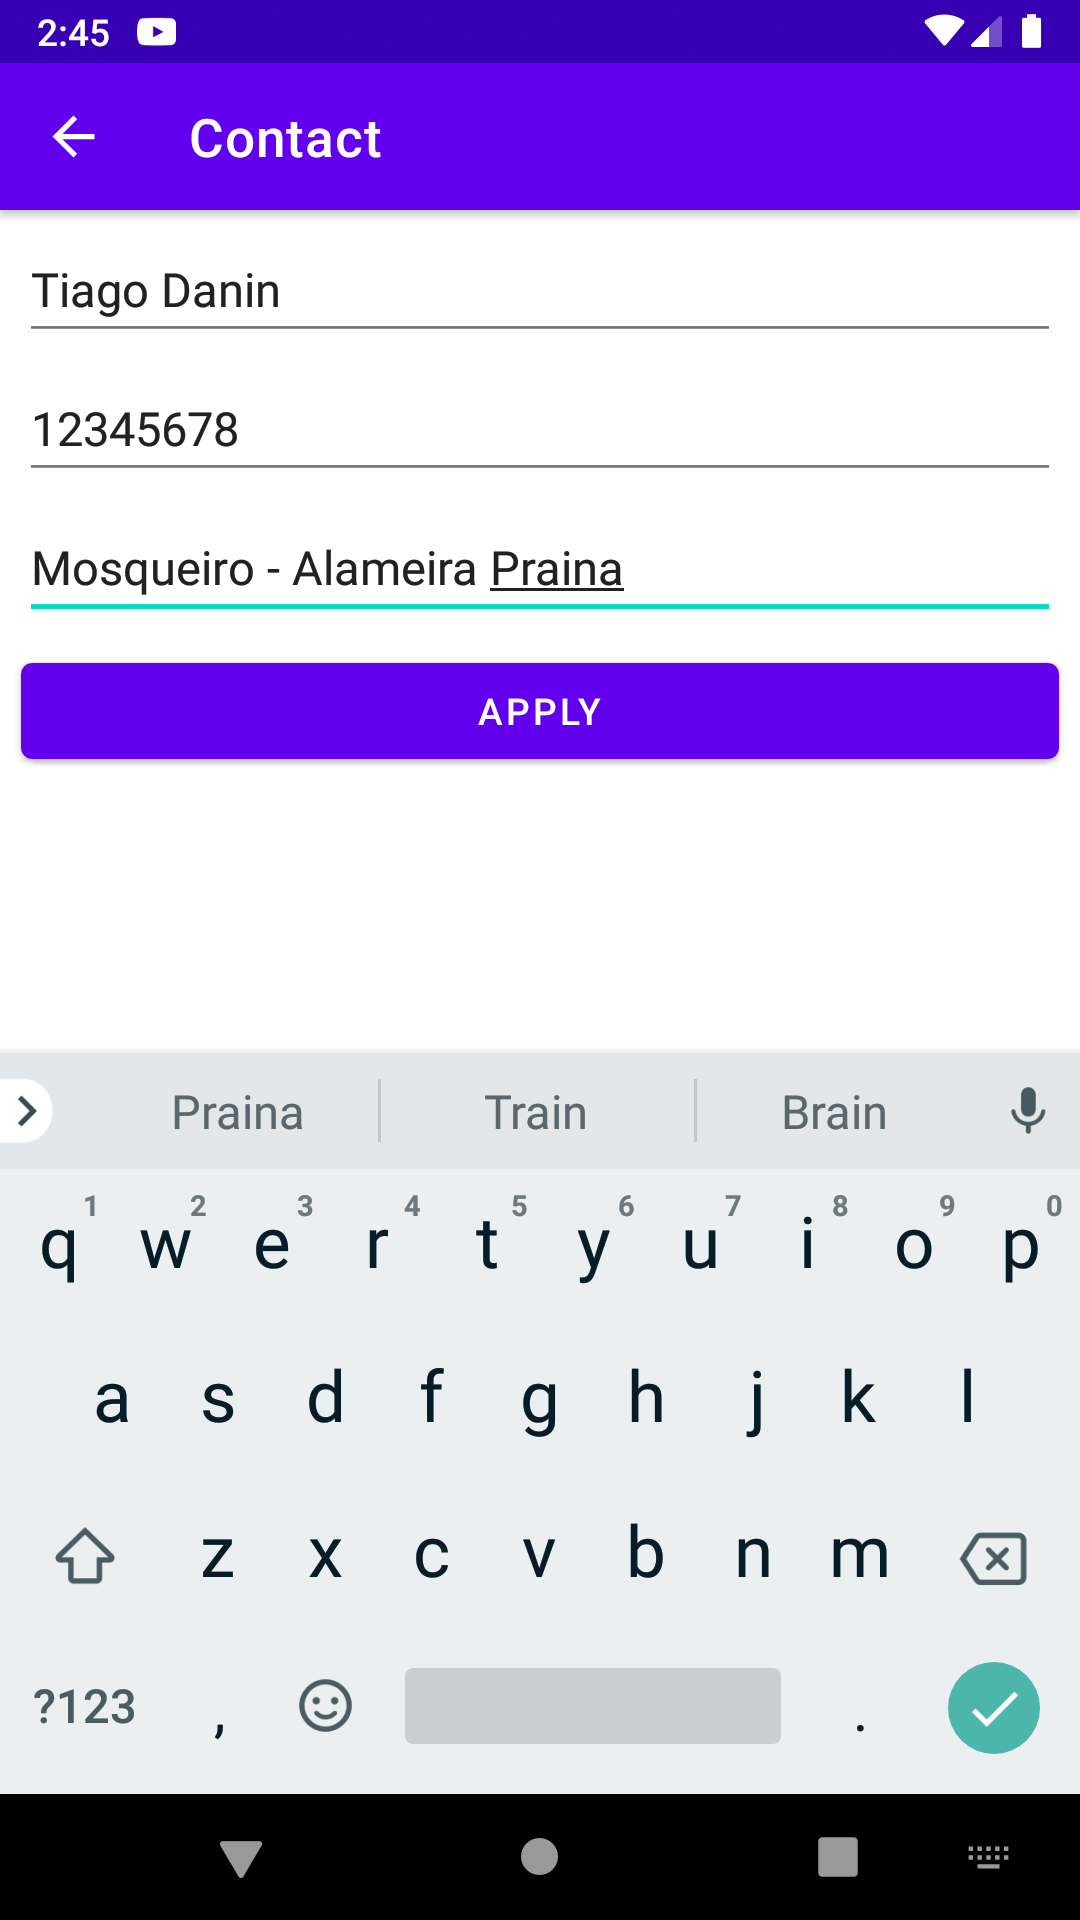 2:45
Contact
Tiago Danin
12345678
Mosqueiro - Alameira Praina
APPLY
Praina Train Brain
1 2 3 4 5 6 7 8 9 0
q w e r t y u i o p
a s d f g h j k l
z x c v b n m
?123 , .